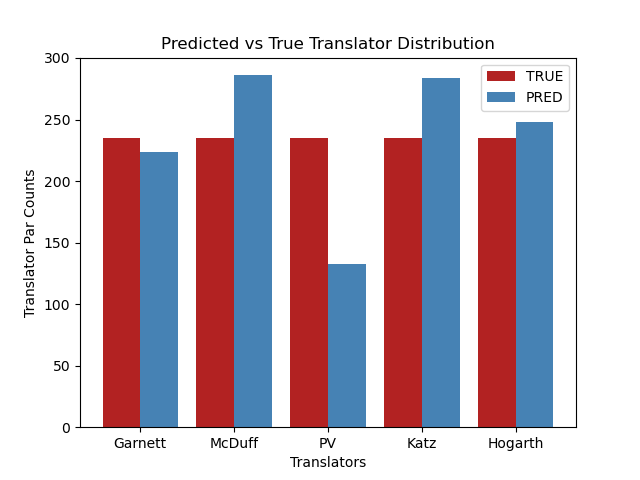 Predicted vs True Translator Distribution
300
250
200
150
100
50
0
Translator Par Counts
TRUE
PRED
Garnett McDuff PV Katz Hogarth
Translators